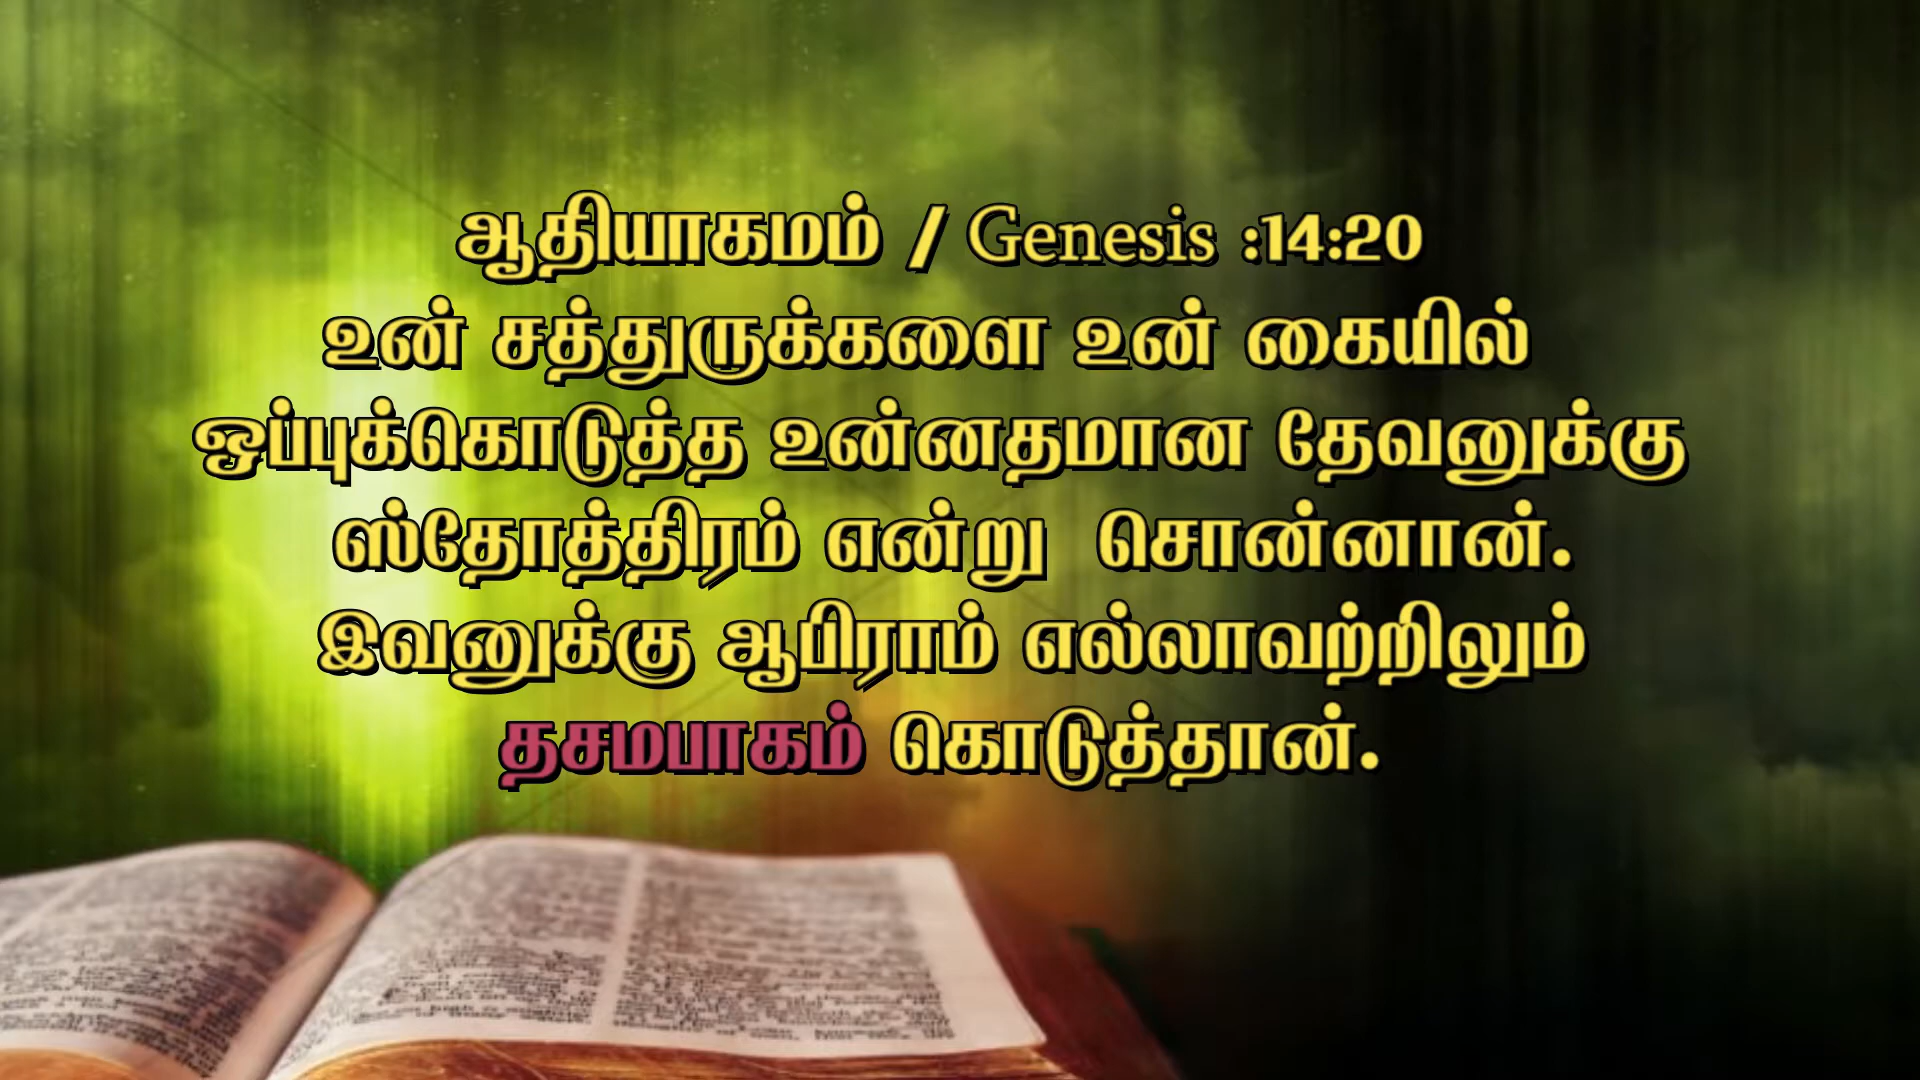 ஆதியாகமம் / Genesis :14:20
உன் சத்துருக்களை உன் கையில்
ஒப்புக்கொடுத்த உன்னதமான தேவனுக்கு
ஸ்தோத்திரம் என்று சொன்னான்.
இவனுக்கு ஆபிராம் எல்லாவற்றிலும்
தசமபாகம் கொடுத்தான்.